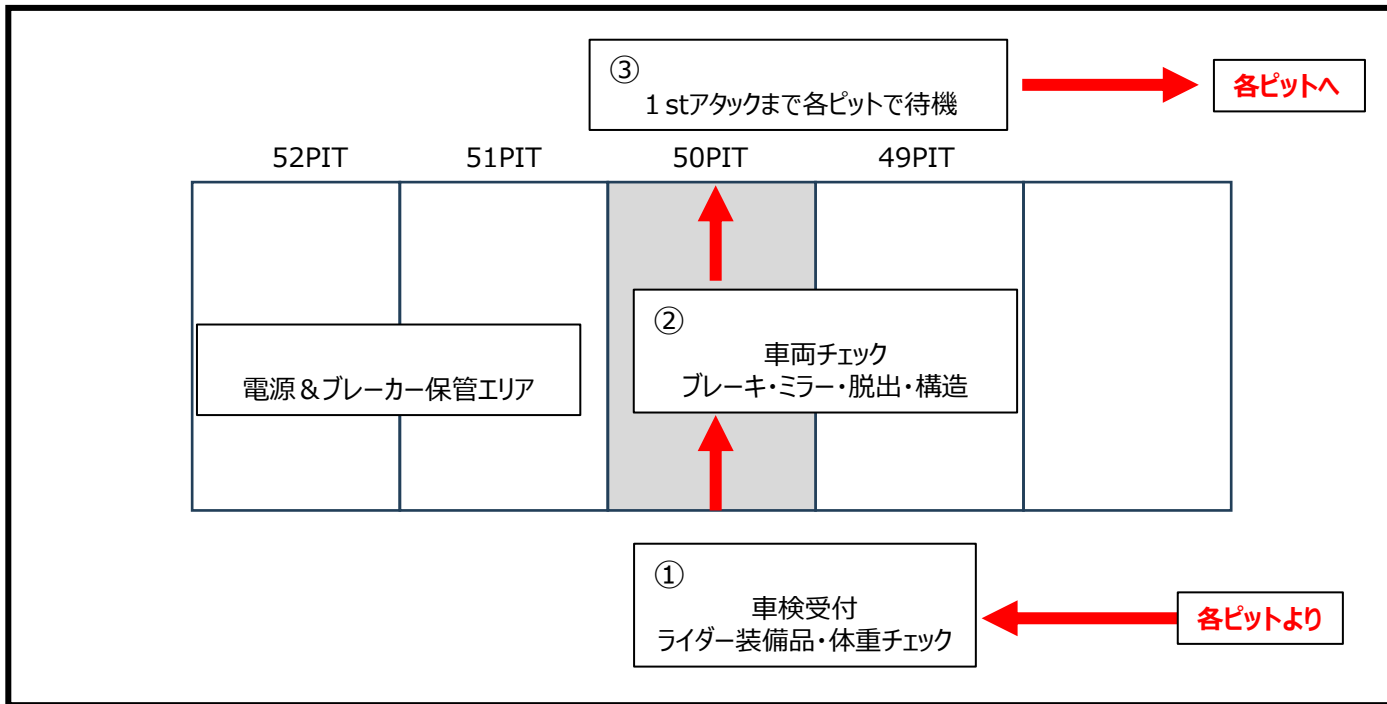 ③
１stアタックまで各ピットで待機
各ピットへ
52PIT
51PIT
50PIT
49PIT
②
車両チェック
ブレーキ・ミラー・脱出・構造
電源＆ブレーカー保管エリア
①
車検受付
ライダー装備品・体重チェック
各ピットより